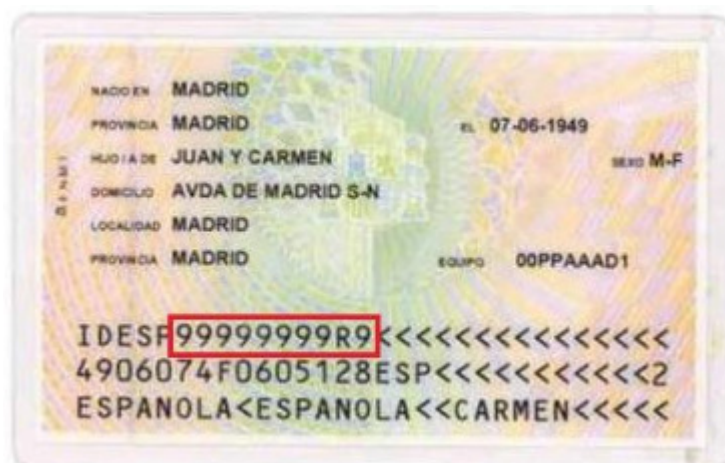 NACIDO EN MADRID
PROVINCIA MADRID EL 07-06-1949
HIJO/A DE JUAN Y CARMEN SEXO M-F
DOMICILIO AVDA DE MADRID S-N
LOCALIDAD MADRID
PROVINCIA MADRID EQUIPO 00PPAAAD1
IDESP99999999R9<<<<<<<<<<<<<<<
4906074F0605128ESP<<<<<<<<<<<2
ESPANOLA<ESPANOLA<<CARMEN<<<<<